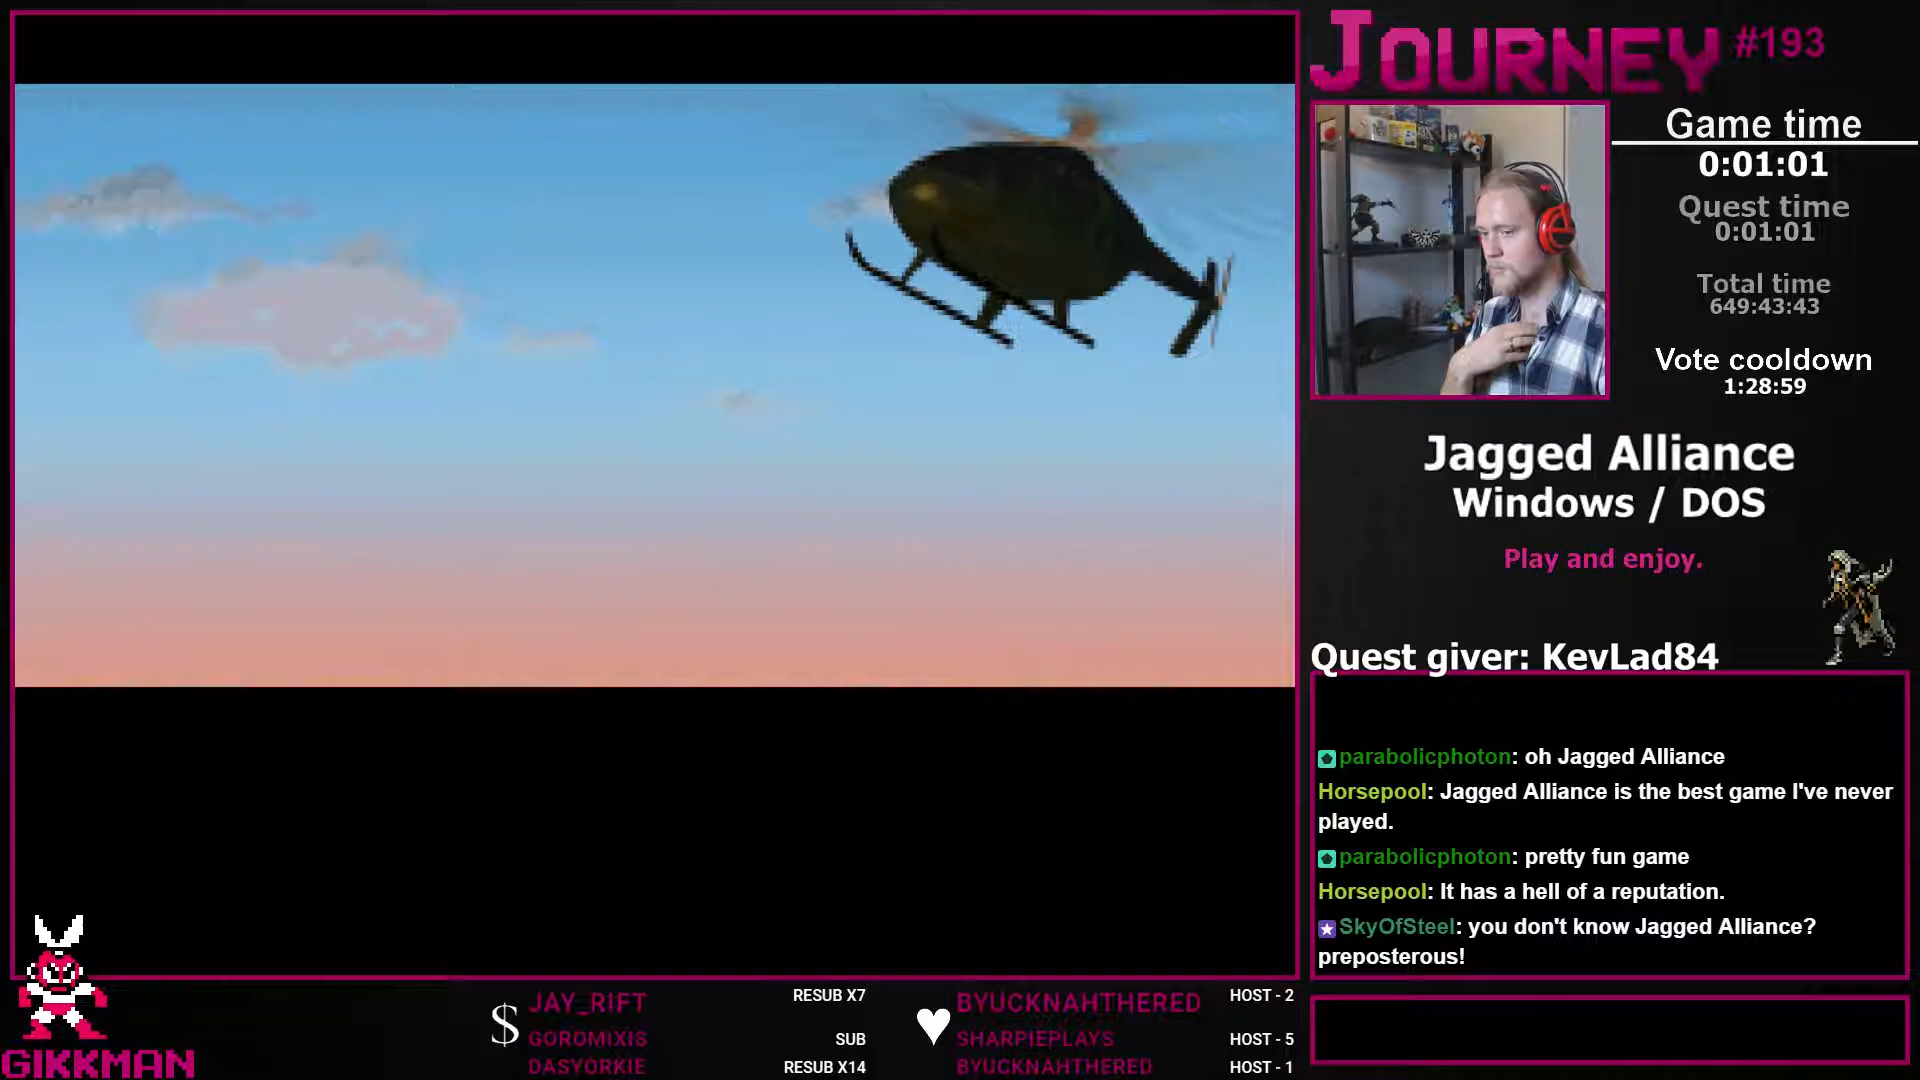 JOURNEY #193
Game time
0:01:01
Quest time
0:01:01
Total time
649:43:43
Vote cooldown
1:28:59
Jagged Alliance
Windows / DOS
Play and enjoy.
Quest giver: KevLad84
parabolicphoton: oh Jagged Alliance
Horsepool: Jagged Alliance is the best game I've never
played.
parabolicphoton: pretty fun game
Horsepool: It has a hell of a reputation.
SkyOfSteel: you don't know Jagged Alliance?
preposterous!
GIKKMAN
$ JAY_RIFT RESUB X7
GOROMIXIS SUB
DASYORKIE RESUB X14
BYUCKNAHTHERED HOST - 2
SHARPIEPLAYS HOST - 5
BYUCKNAHTHERED HOST - 1